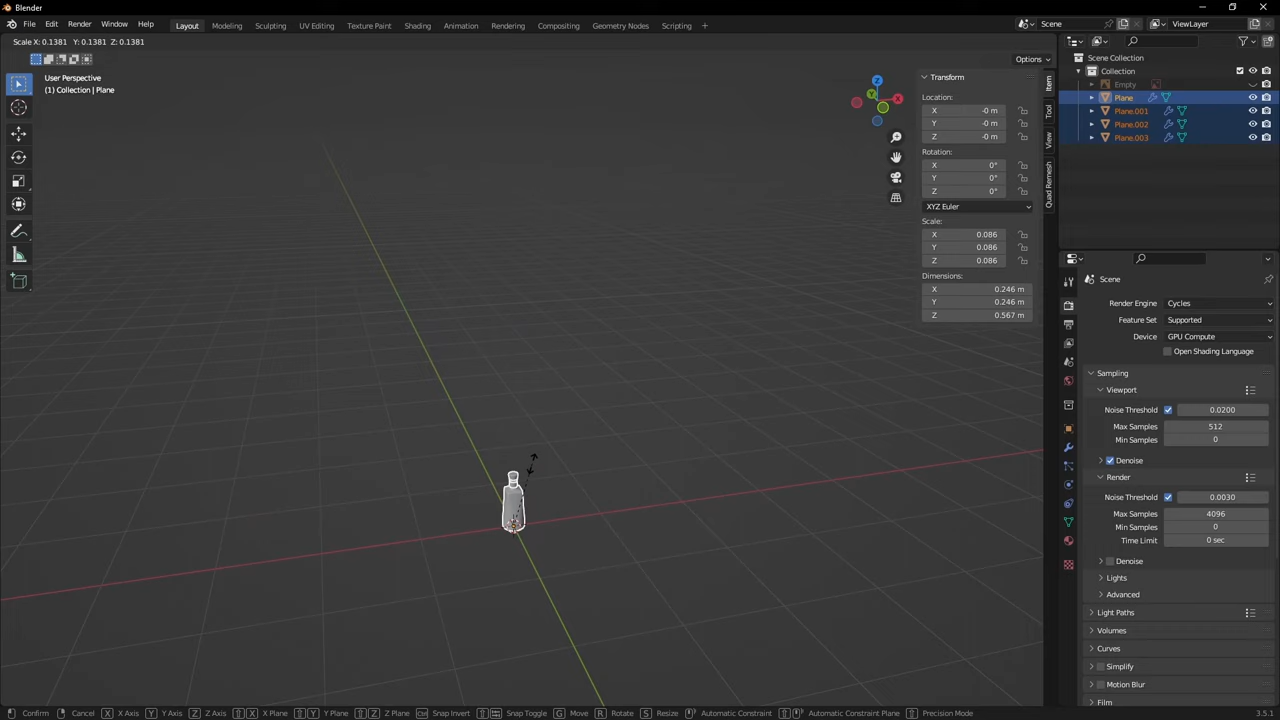 Blender
File Edit Render Window Help Layout Modeling Sculpting UV Editing Texture Paint Shading Animation Rendering Compositing Geometry Nodes Scripting + Scene ViewLayer
Scale X: 0.1381 Y: 0.1381 Z: 0.1381
Options
User Perspective
(1) Collection | Plane
Z
X
Y
Transform
Location:
X -0 m
Y -0 m
Z -0 m
Rotation:
X 0°
Y 0°
Z 0°
XYZ Euler
Scale:
X 0.086
Y 0.086
Z 0.086
Dimensions:
X 0.246 m
Y 0.246 m
Z 0.567 m
Item
Tool
View
Quad Remesh
Scene Collection
Collection
Empty
Plane
Plane.001
Plane.002
Plane.003
Scene
Render Engine Cycles
Feature Set Supported
Device GPU Compute
Open Shading Language
Sampling
Viewport
Noise Threshold 0.0200
Max Samples 512
Min Samples 0
Denoise
Render
Noise Threshold 0.0030
Max Samples 4096
Min Samples 0
Time Limit 0 sec
Denoise
Lights
Advanced
Light Paths
Volumes
Curves
Simplify
Motion Blur
Film
Confirm Cancel X X Axis Y Y Axis Z Z Axis X X Plane Y Y Plane Z Z Plane Snap Invert Snap Toggle G Move R Rotate S Resize Automatic Constraint Automatic Constraint Plane Precision Mode 3.5.1